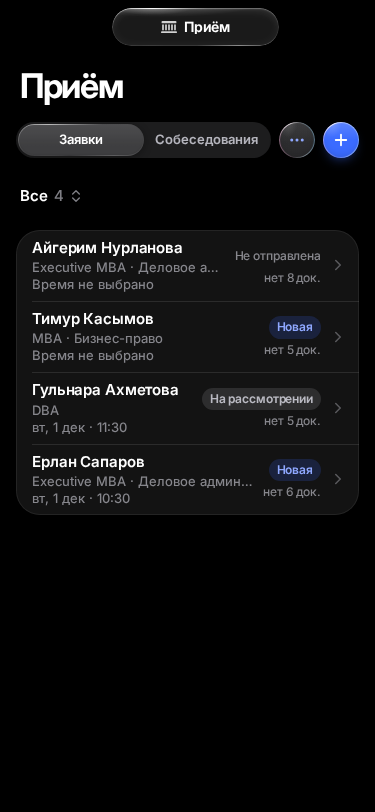 Приём
Приём
Заявки
Собеседования
Все 4
Айгерим Нурланова
Не отправлена
Executive MBA · Деловое а...
нет 8 док.
Время не выбрано
Тимур Касымов
Новая
MBA · Бизнес-право
нет 5 док.
Время не выбрано
Гульнара Ахметова
На рассмотрении
DBA
нет 5 док.
вт, 1 дек · 11:30
Ерлан Сапаров
Новая
Executive MBA · Деловое админ...
нет 6 док.
вт, 1 дек · 10:30